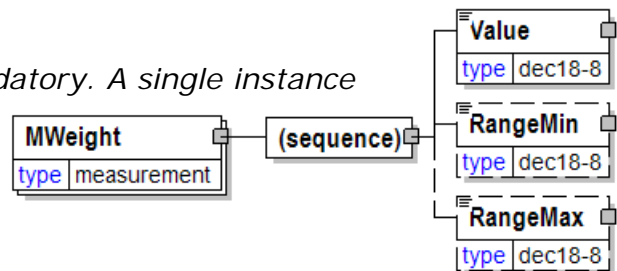 Value
type dec18-8
datory. A single instance
MWeight
type measurement
(sequence)
RangeMin
type dec18-8
RangeMax
type dec18-8